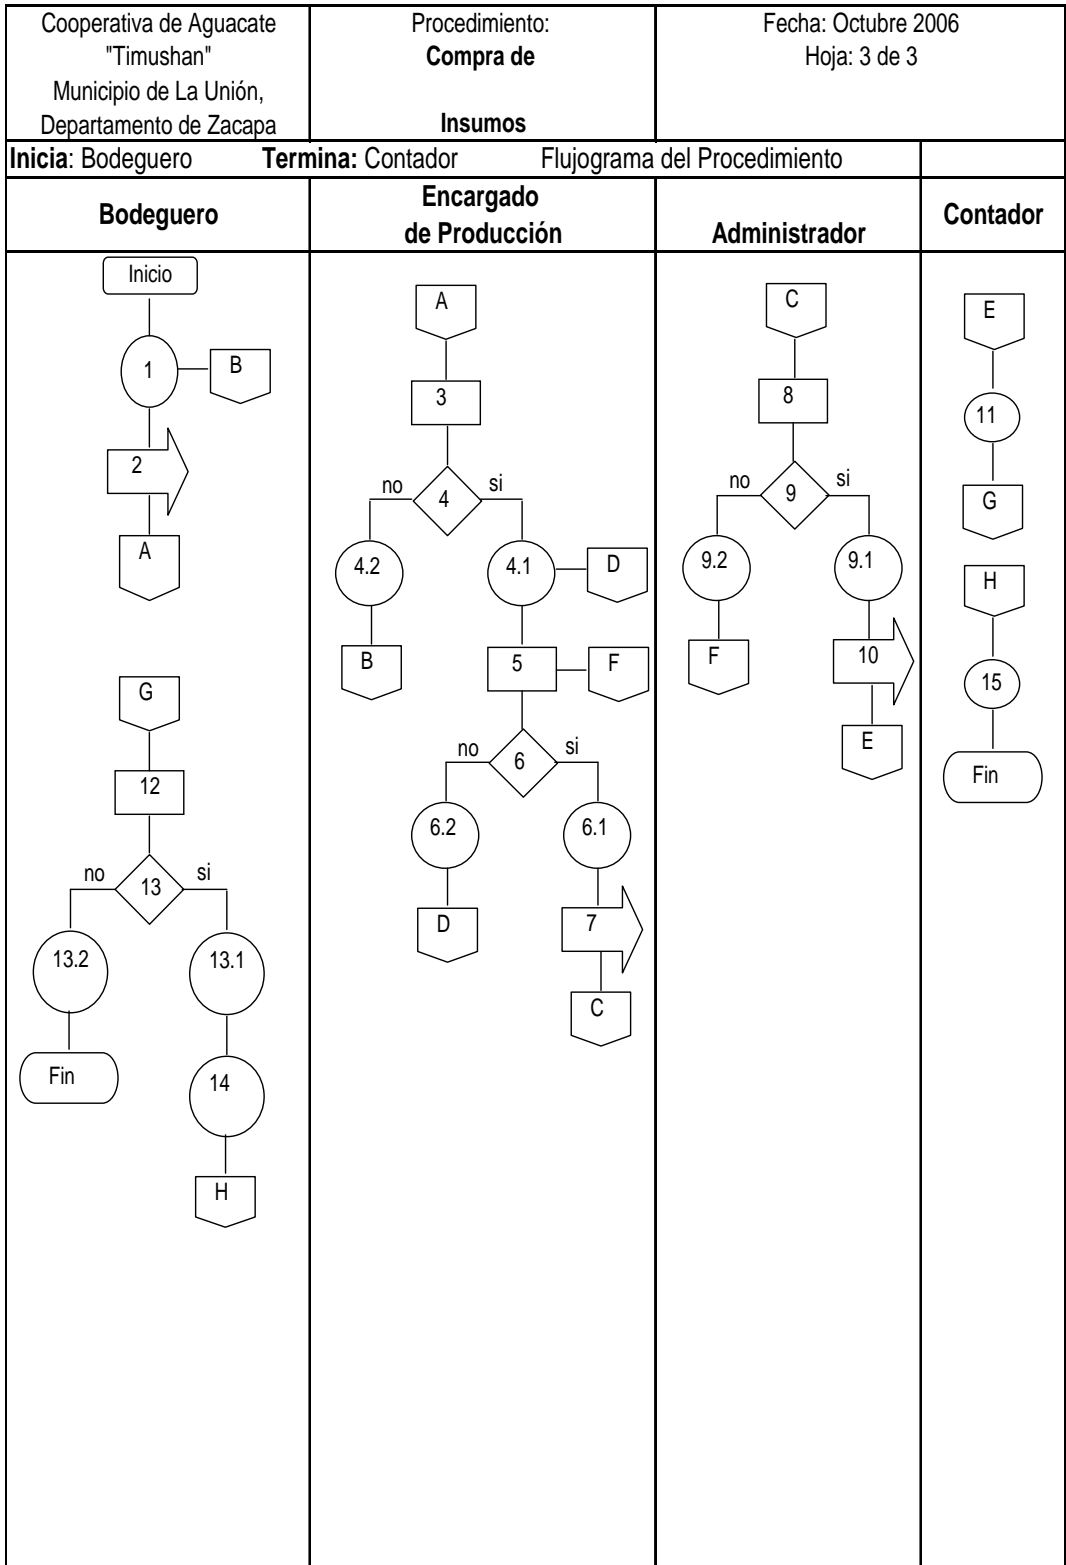 Cooperativa de Aguacate
"Timushan"
Municipio de La Unión,
Departamento de Zacapa
Procedimiento:
Compra de
Insumos
Fecha: Octubre 2006
Hoja: 3 de 3
Inicia: Bodeguero Termina: Contador Flujograma del Procedimiento
Bodeguero
Encargado
de Producción
Administrador
Contador
Inicio
1
B
2
A
G
12
no
13
si
13.2
13.1
Fin
14
H
A
3
no
4
si
4.2
4.1
D
B
5
F
no
6
si
6.2
6.1
D
7
C
C
8
no
9
si
9.2
9.1
F
10
E
E
11
G
H
15
Fin